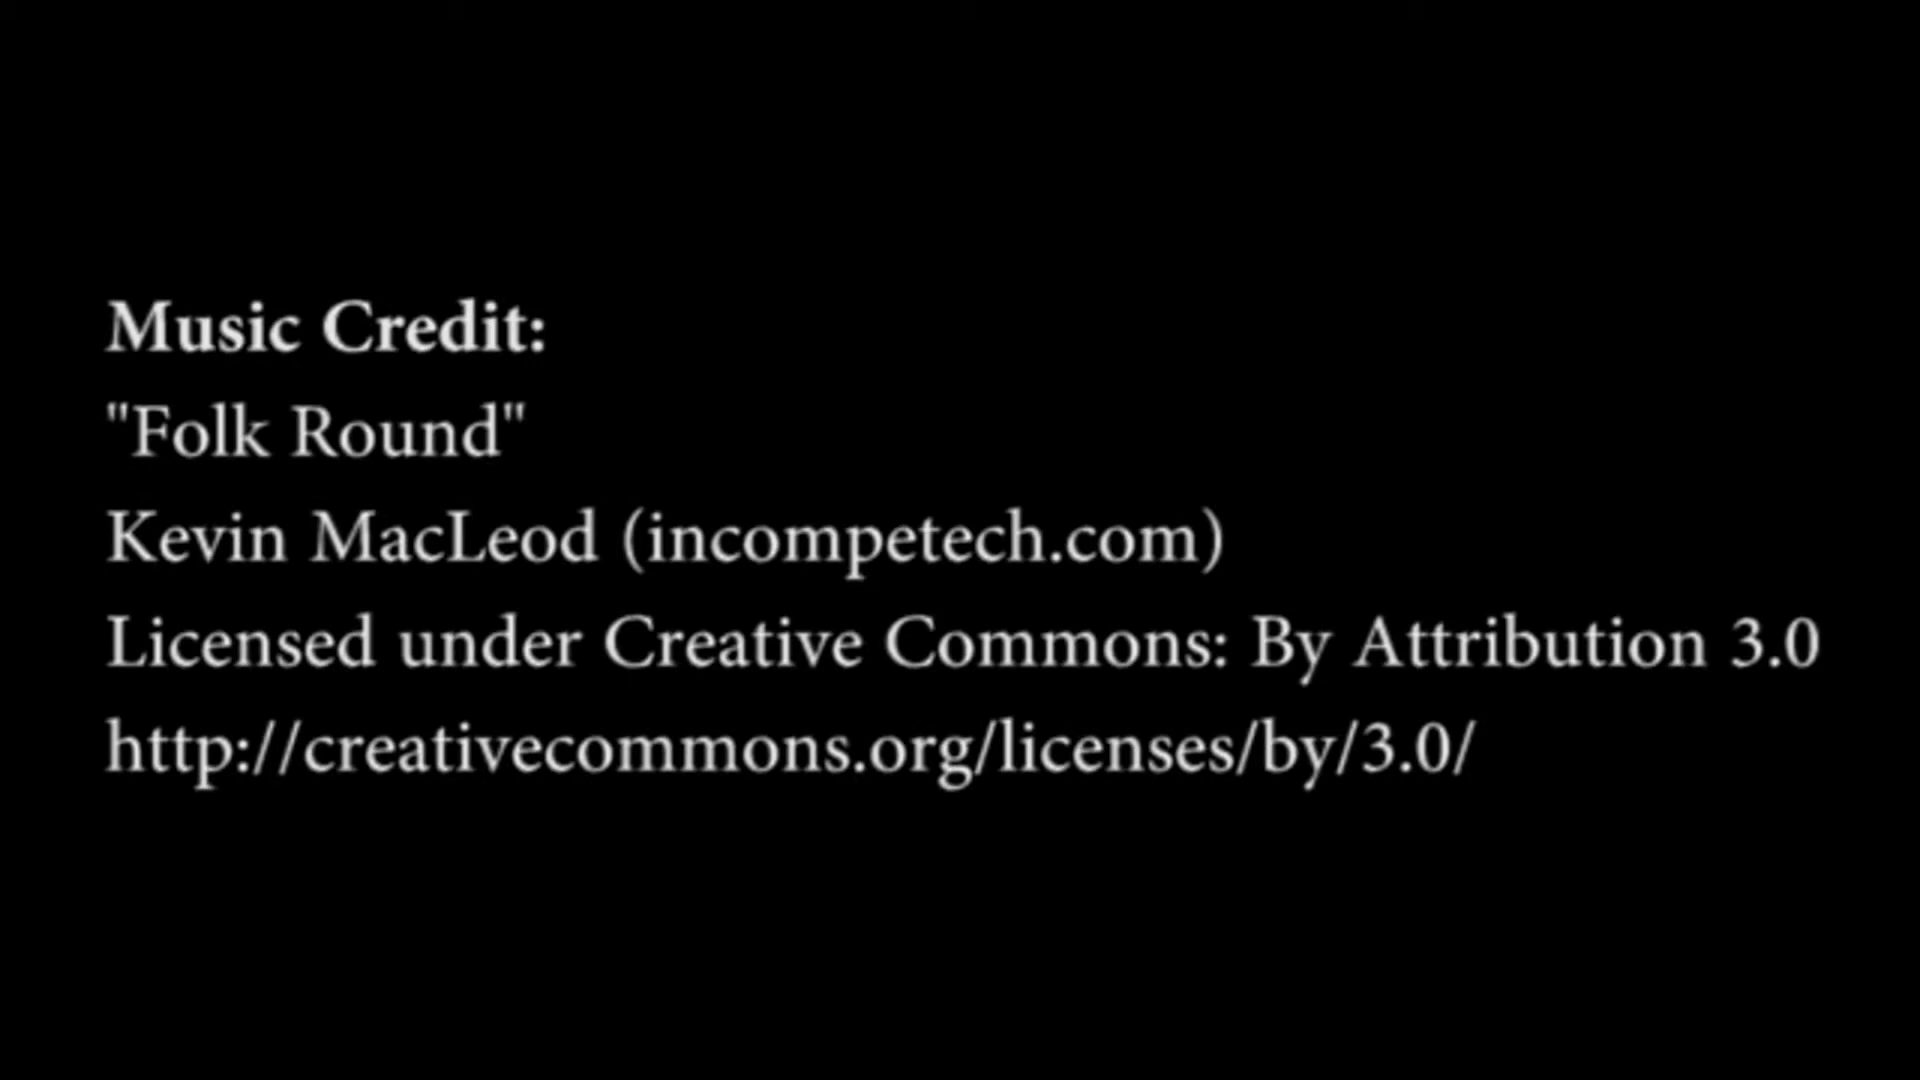 Music Credit:
"Folk Round"
Kevin MacLeod (incompetech.com)
Licensed under Creative Commons: By Attribution 3.0
http://creativecommons.org/licenses/by/3.0/